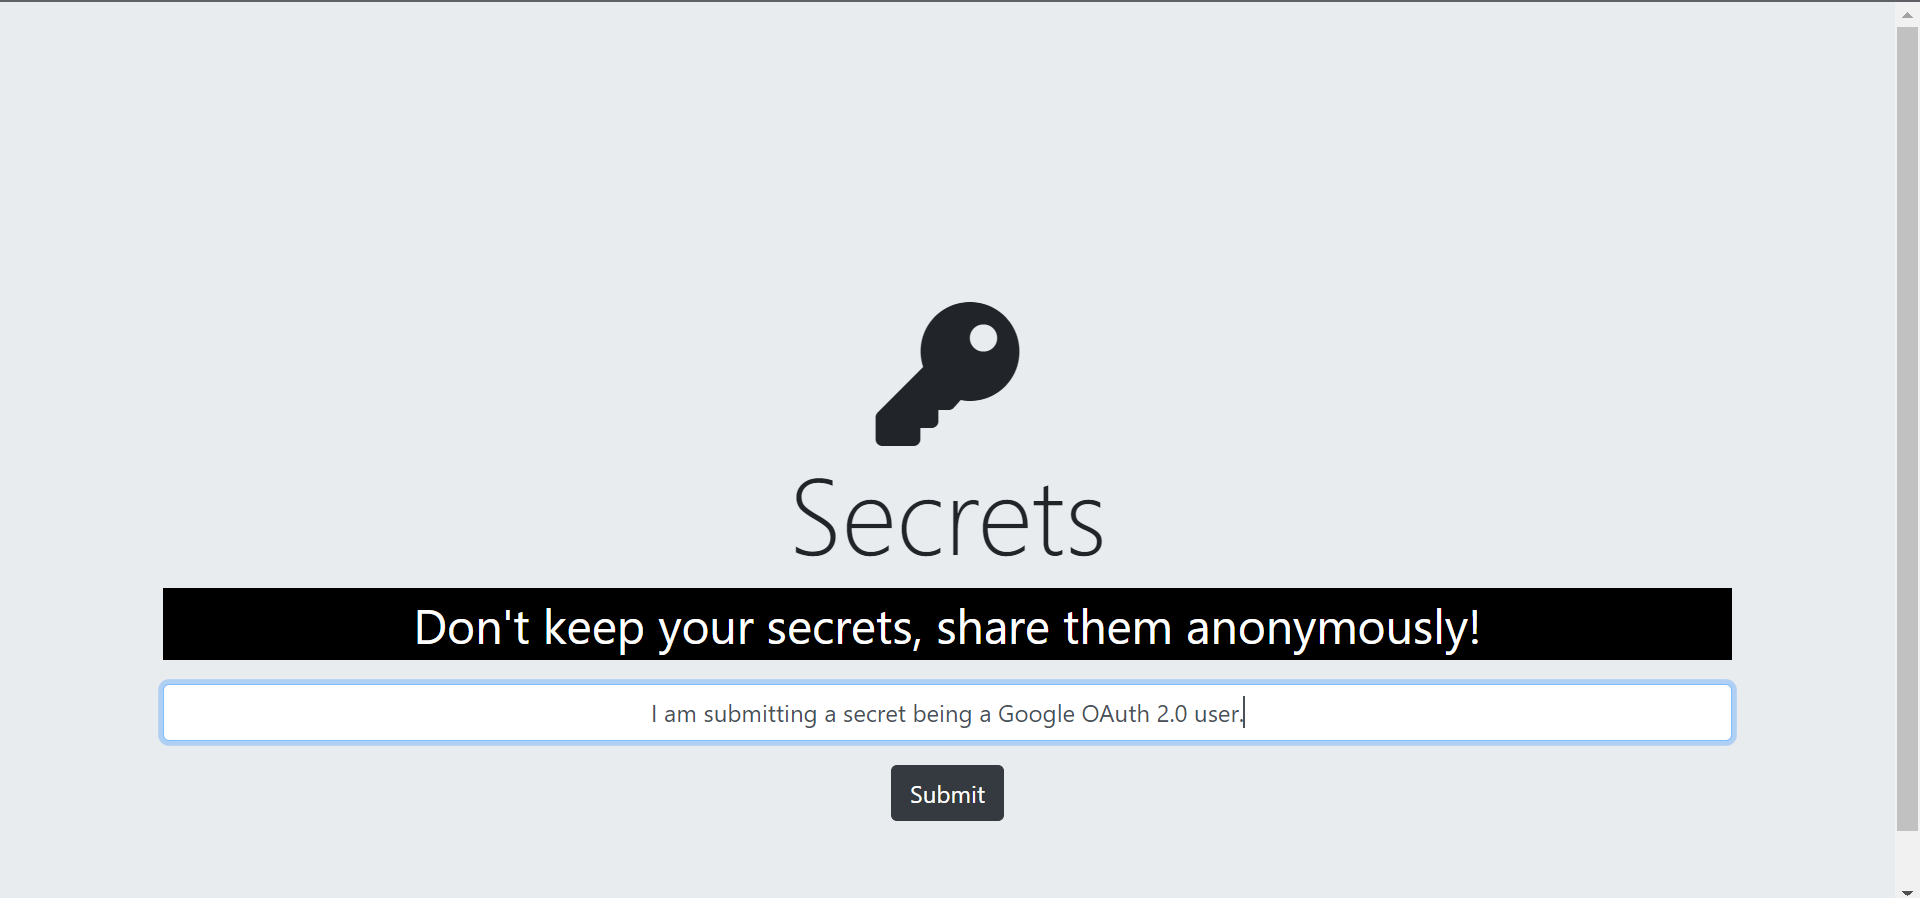 Secrets
Don't keep your secrets, share them anonymously!
I am submitting a secret being a Google OAuth 2.0 user.
Submit